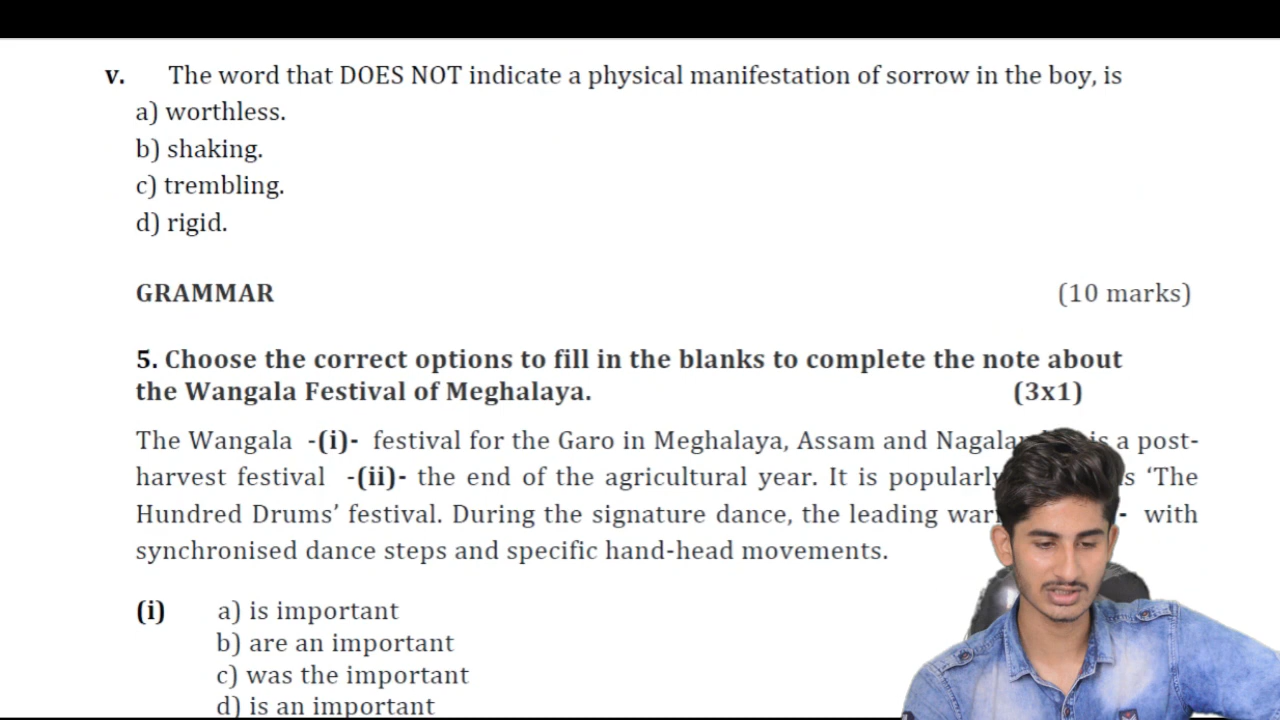 v. The word that DOES NOT indicate a physical manifestation of sorrow in the boy, is
a) worthless.
b) shaking.
c) trembling.
d) rigid.
GRAMMAR (10 marks)
5. Choose the correct options to fill in the blanks to complete the note about
the Wangala Festival of Meghalaya. (3x1)
The Wangala -(i)- festival for the Garo in Meghalaya, Assam and is a post-
harvest festival -(ii)- the end of the agricultural year. It is popularly ‘The
Hundred Drums’ festival. During the signature dance, the leading - with
synchronised dance steps and specific hand-head movements.
(i) a) is important
b) are an important
c) was the important
d) is an important